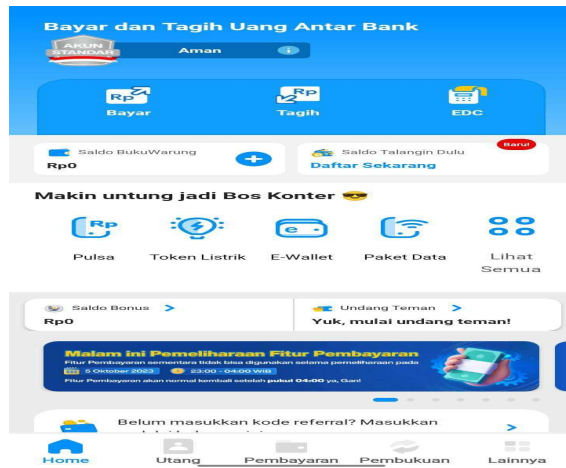 Bayar dan Tagih Uang Antar Bank
AKUN
STANDAR
Aman
Rp
Bayar
Rp
Tagih
EDC
Saldo BukuWarung
Rp0
Saldo Talangin Dulu
Baru!
Daftar Sekarang
Makin untung jadi Bos Konter
Rp
Pulsa
Token Listrik
e
E-Wallet
Paket Data
Lihat
Semua
Saldo Bonus >
Rp0
Undang Teman >
Yuk, mulai undang teman!
Malam ini Pemeliharaan Fitur Pembayaran
Fitur Pembayaran sementara tidak bisa digunakan selama pemeliharaan pada
5 Oktober 2023
23:00 - 04:00 WIB
Fitur Pembayaran akan normal kembali setelah pukul 04:00 ya, Gan!
Belum masukkan kode referral? Masukkan
Home
Utang
Pembayaran
Pembukuan
Lainnya